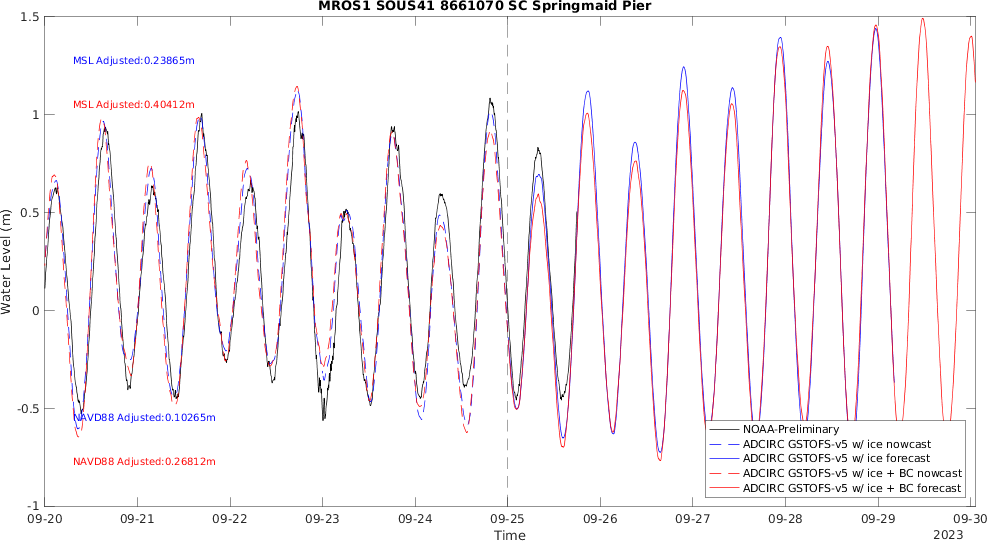 MROS1 SOUS41 8661070 SC Springmaid Pier
1.5
1
0.5
0
-0.5
-1
Water Level (m)
MSL Adjusted:0.23865m
MSL Adjusted:0.40412m
NAVD88 Adjusted:0.10265m
NAVD88 Adjusted:0.26812m
NOAA-Preliminary
ADCIRC GSTOFS-v5 w/ ice nowcast
ADCIRC GSTOFS-v5 w/ ice forecast
ADCIRC GSTOFS-v5 w/ ice + BC nowcast
ADCIRC GSTOFS-v5 w/ ice + BC forecast
09-20 09-21 09-22 09-23 09-24 09-25 09-26 09-27 09-28 09-29 09-30
Time
2023